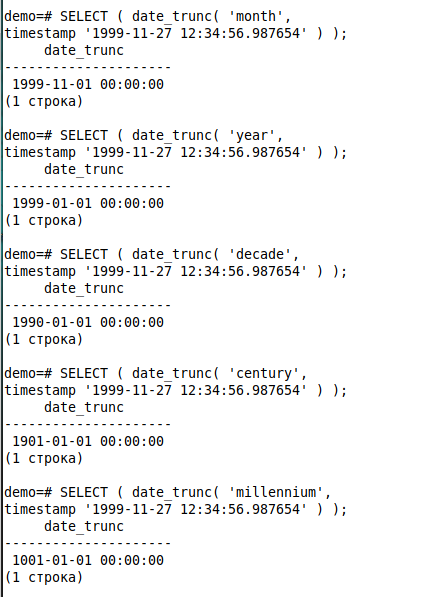 demo=# SELECT ( date_trunc( 'month',
timestamp '1999-11-27 12:34:56.987654' ) );
     date_trunc
---------------------
 1999-11-01 00:00:00
(1 строка)

demo=# SELECT ( date_trunc( 'year',
timestamp '1999-11-27 12:34:56.987654' ) );
     date_trunc
---------------------
 1999-01-01 00:00:00
(1 строка)

demo=# SELECT ( date_trunc( 'decade',
timestamp '1999-11-27 12:34:56.987654' ) );
     date_trunc
---------------------
 1990-01-01 00:00:00
(1 строка)

demo=# SELECT ( date_trunc( 'century',
timestamp '1999-11-27 12:34:56.987654' ) );
     date_trunc
---------------------
 1901-01-01 00:00:00
(1 строка)

demo=# SELECT ( date_trunc( 'millennium',
timestamp '1999-11-27 12:34:56.987654' ) );
     date_trunc
---------------------
 1001-01-01 00:00:00
(1 строка)